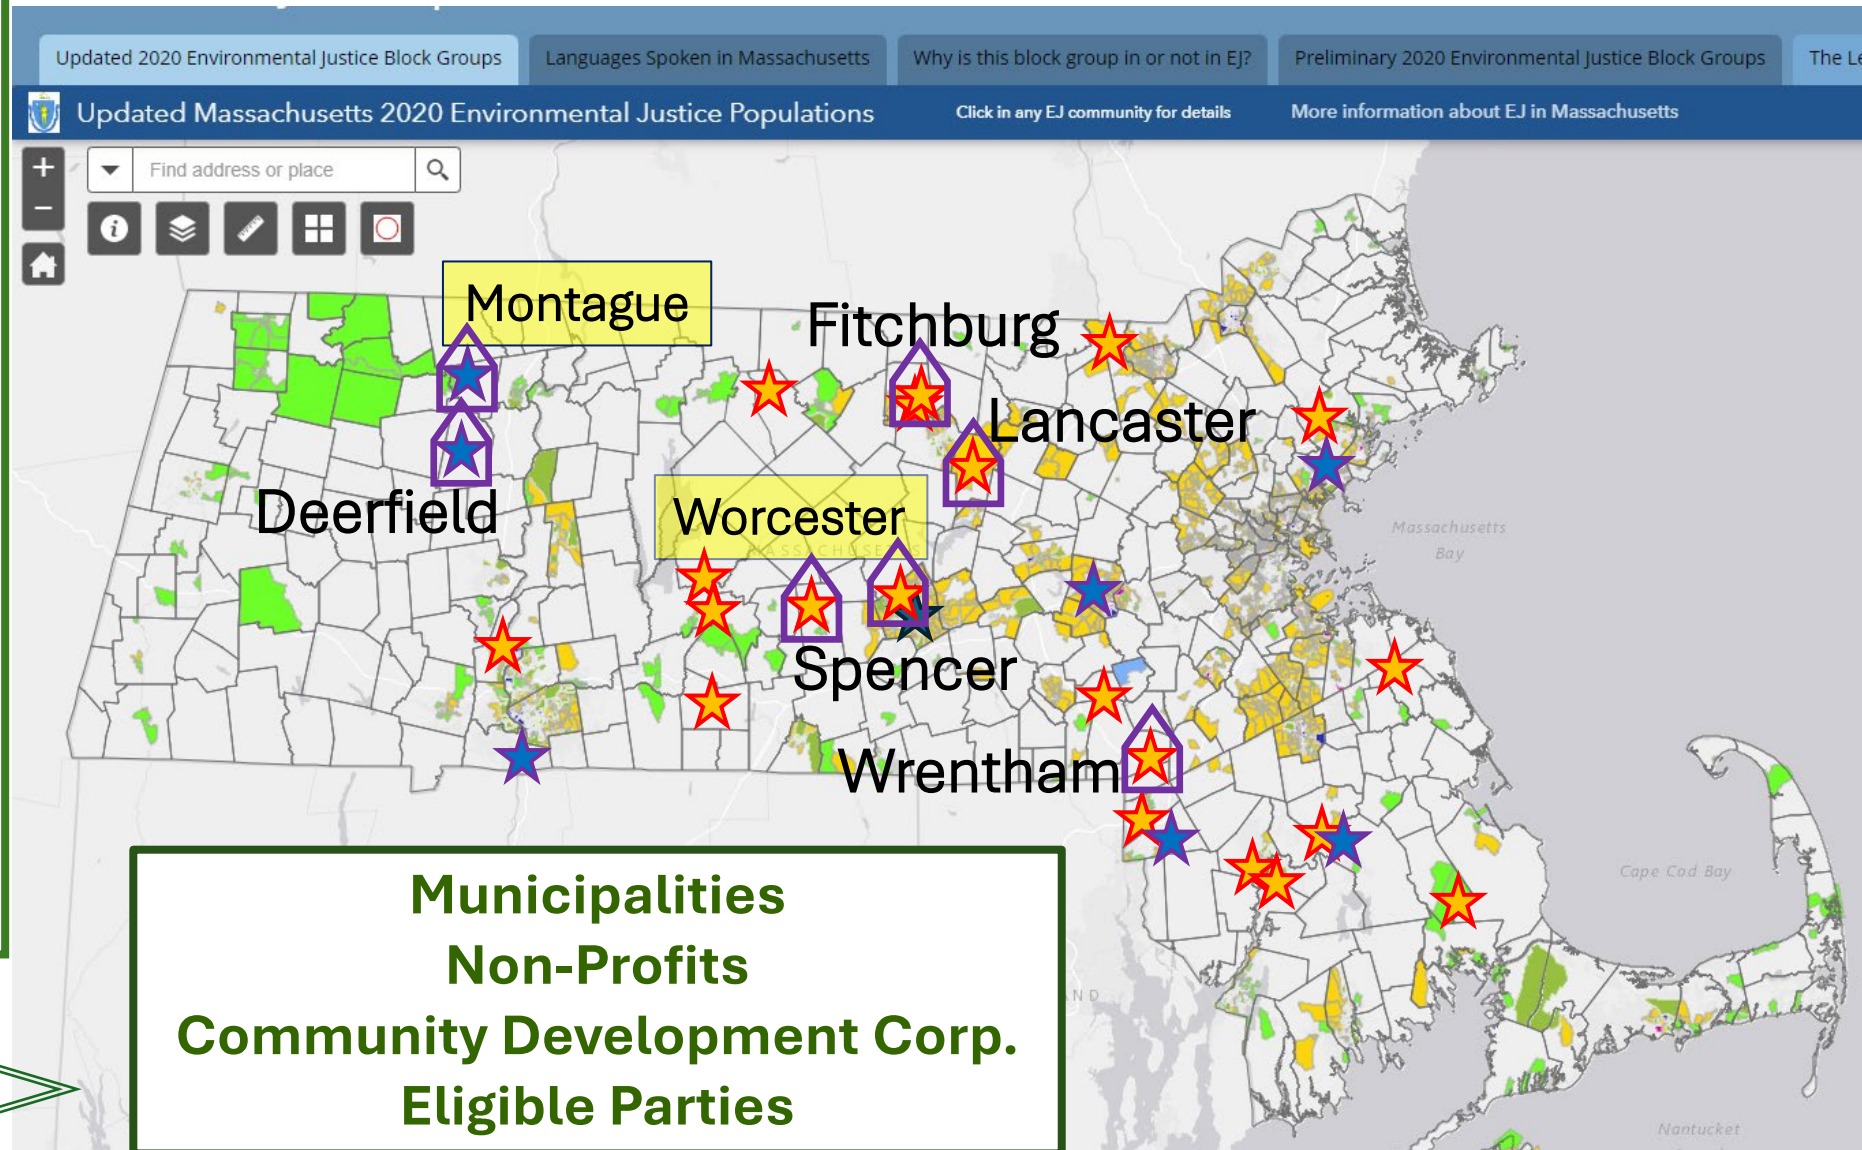 Updated 2020 Environmental Justice Block Groups
Languages Spoken in Massachusetts
Why is this block group in or not in EJ?
Preliminary 2020 Environmental Justice Block Groups
The Le
Updated Massachusetts 2020 Environmental Justice Populations
Click in any EJ community for details
More information about EJ in Massachusetts
Find address or place
Montague
Fitchburg
Lancaster
Deerfield
Worcester
MASSACHUSETTS
Massachusetts
Bay
Spencer
Wrentham
Cape Cod Bay
Municipalities
Non-Profits
Community Development Corp.
Eligible Parties
Nantucket